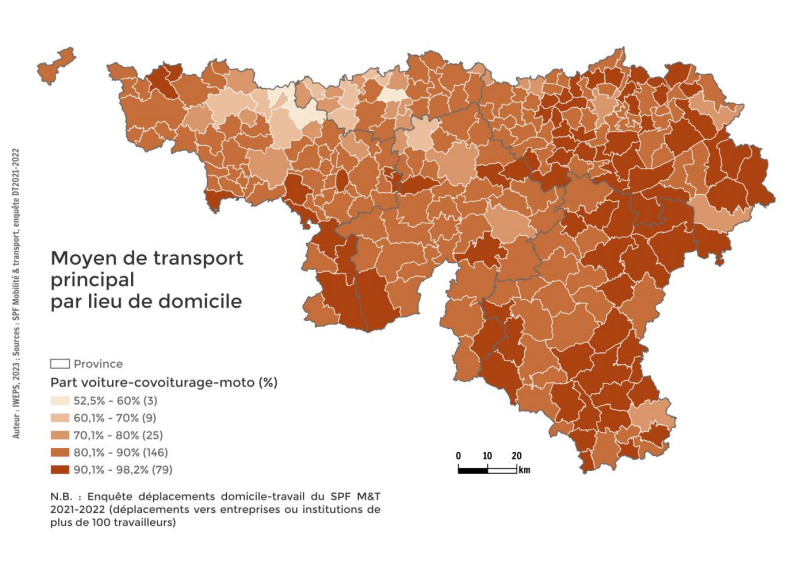 Auteur : IWEPS, 2023 ; Sources : SPF Mobilité & transport, enquête DT2021-2022
Moyen de transport
principal
par lieu de domicile
Province
Part voiture-covoiturage-moto (%)
52,5% - 60% (3)
60,1% - 70% (9)
70,1% - 80% (25)
80,1% - 90% (146)
90,1% - 98,2% (79)
N.B. : Enquête déplacements domicile-travail du SPF M&T
2021-2022 (déplacements vers entreprises ou institutions de
plus de 100 travailleurs)
0 10 20
km